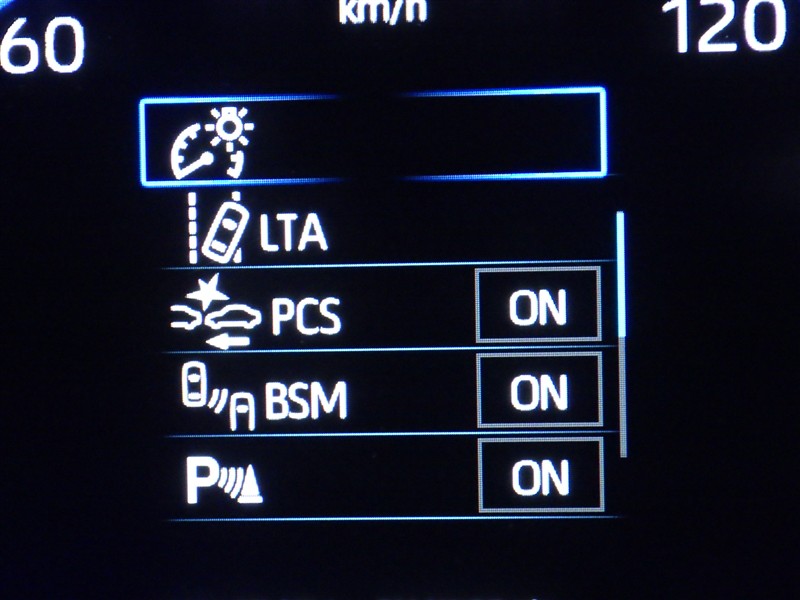 km/h
60 120
LTA
PCS ON
BSM ON
P ON